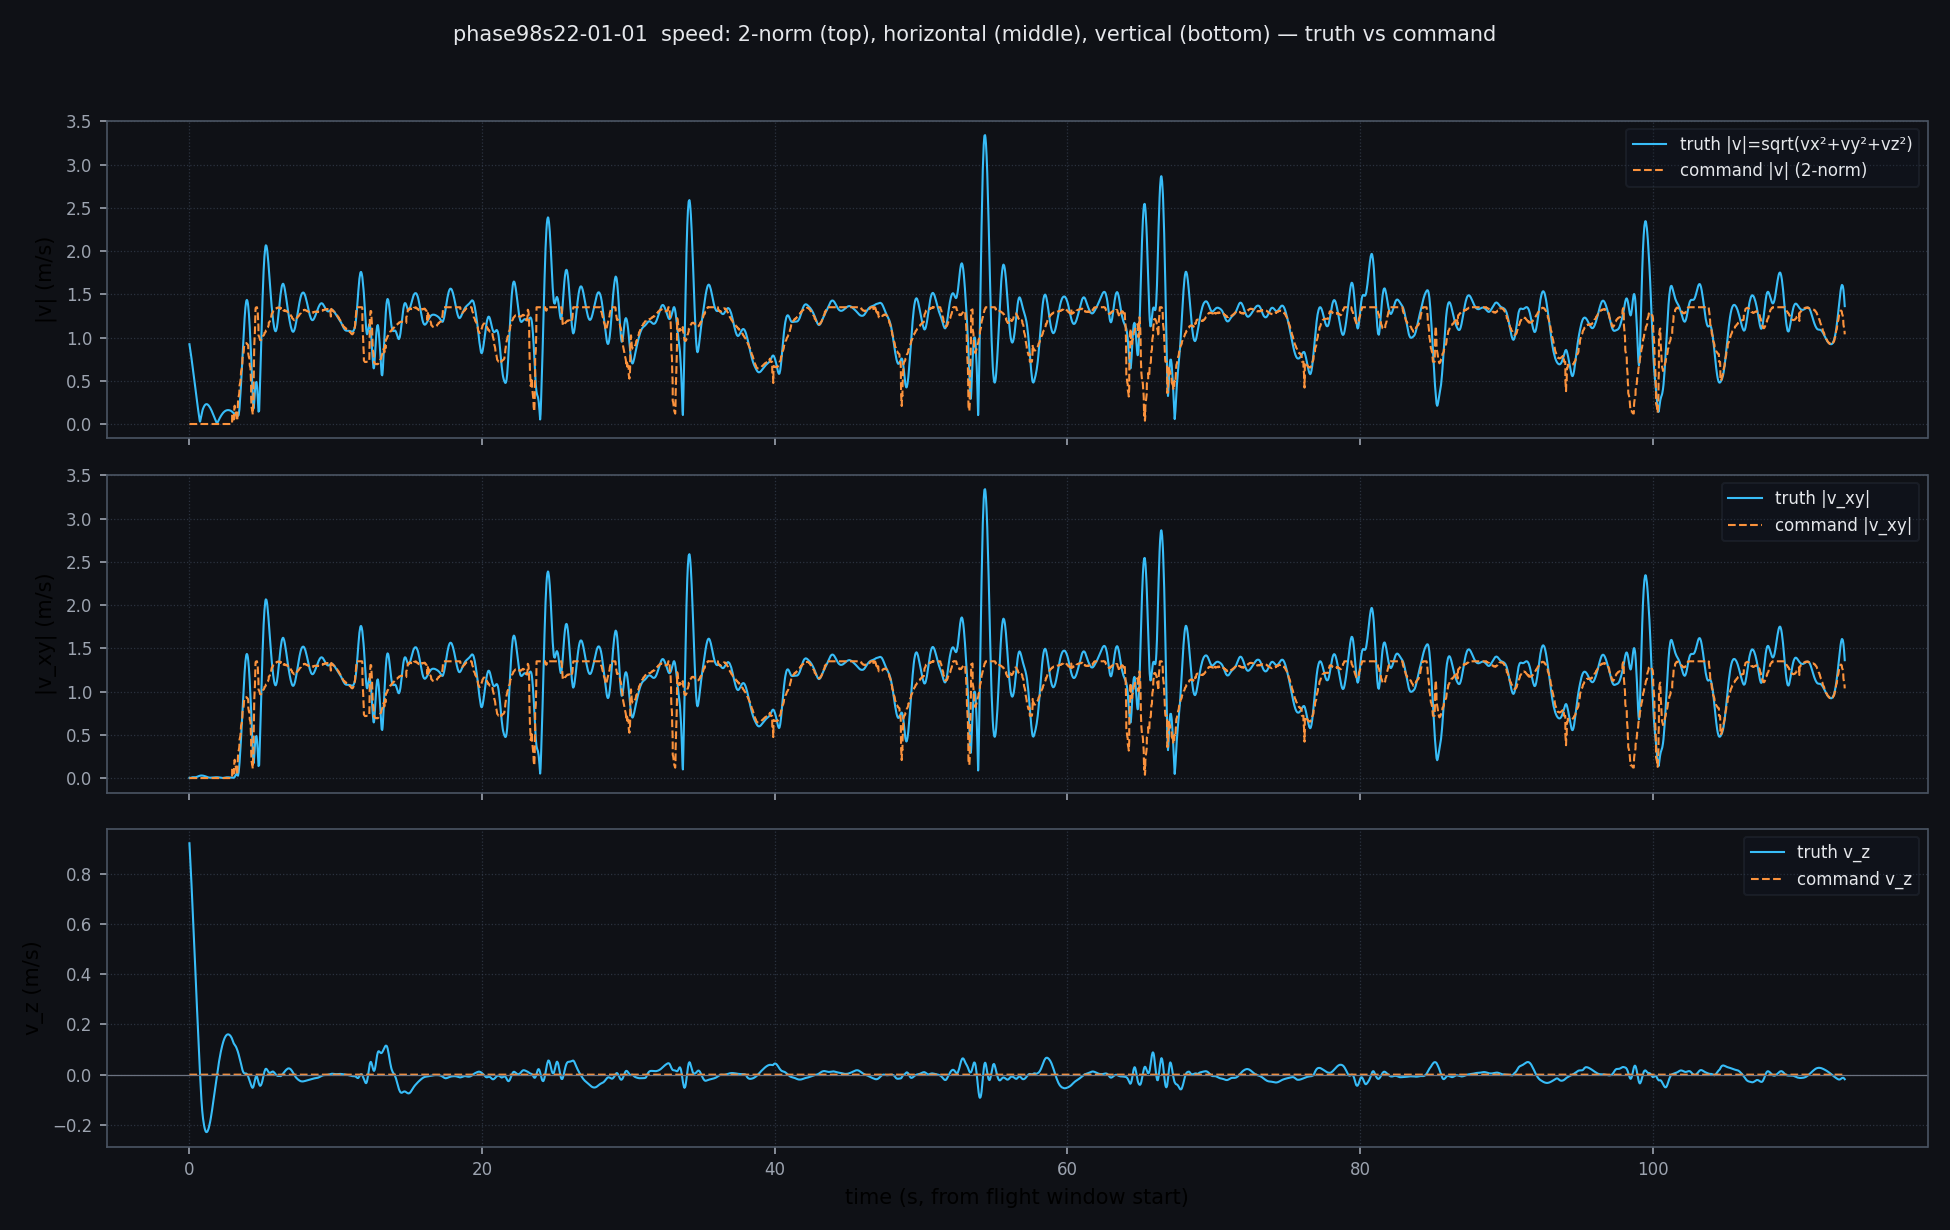 phase98s22-01-01  speed: 2-norm (top), horizontal (middle), vertical (bottom) — truth vs command
|v| (m/s)
3.5
3.0
2.5
2.0
1.5
1.0
0.5
0.0
truth |v|=sqrt(vx²+vy²+vz²)
command |v| (2-norm)
|v_xy| (m/s)
3.5
3.0
2.5
2.0
1.5
1.0
0.5
0.0
truth |v_xy|
command |v_xy|
v_z (m/s)
0.8
0.6
0.4
0.2
0.0
−0.2
truth v_z
command v_z
0
20
40
60
80
100
time (s, from flight window start)